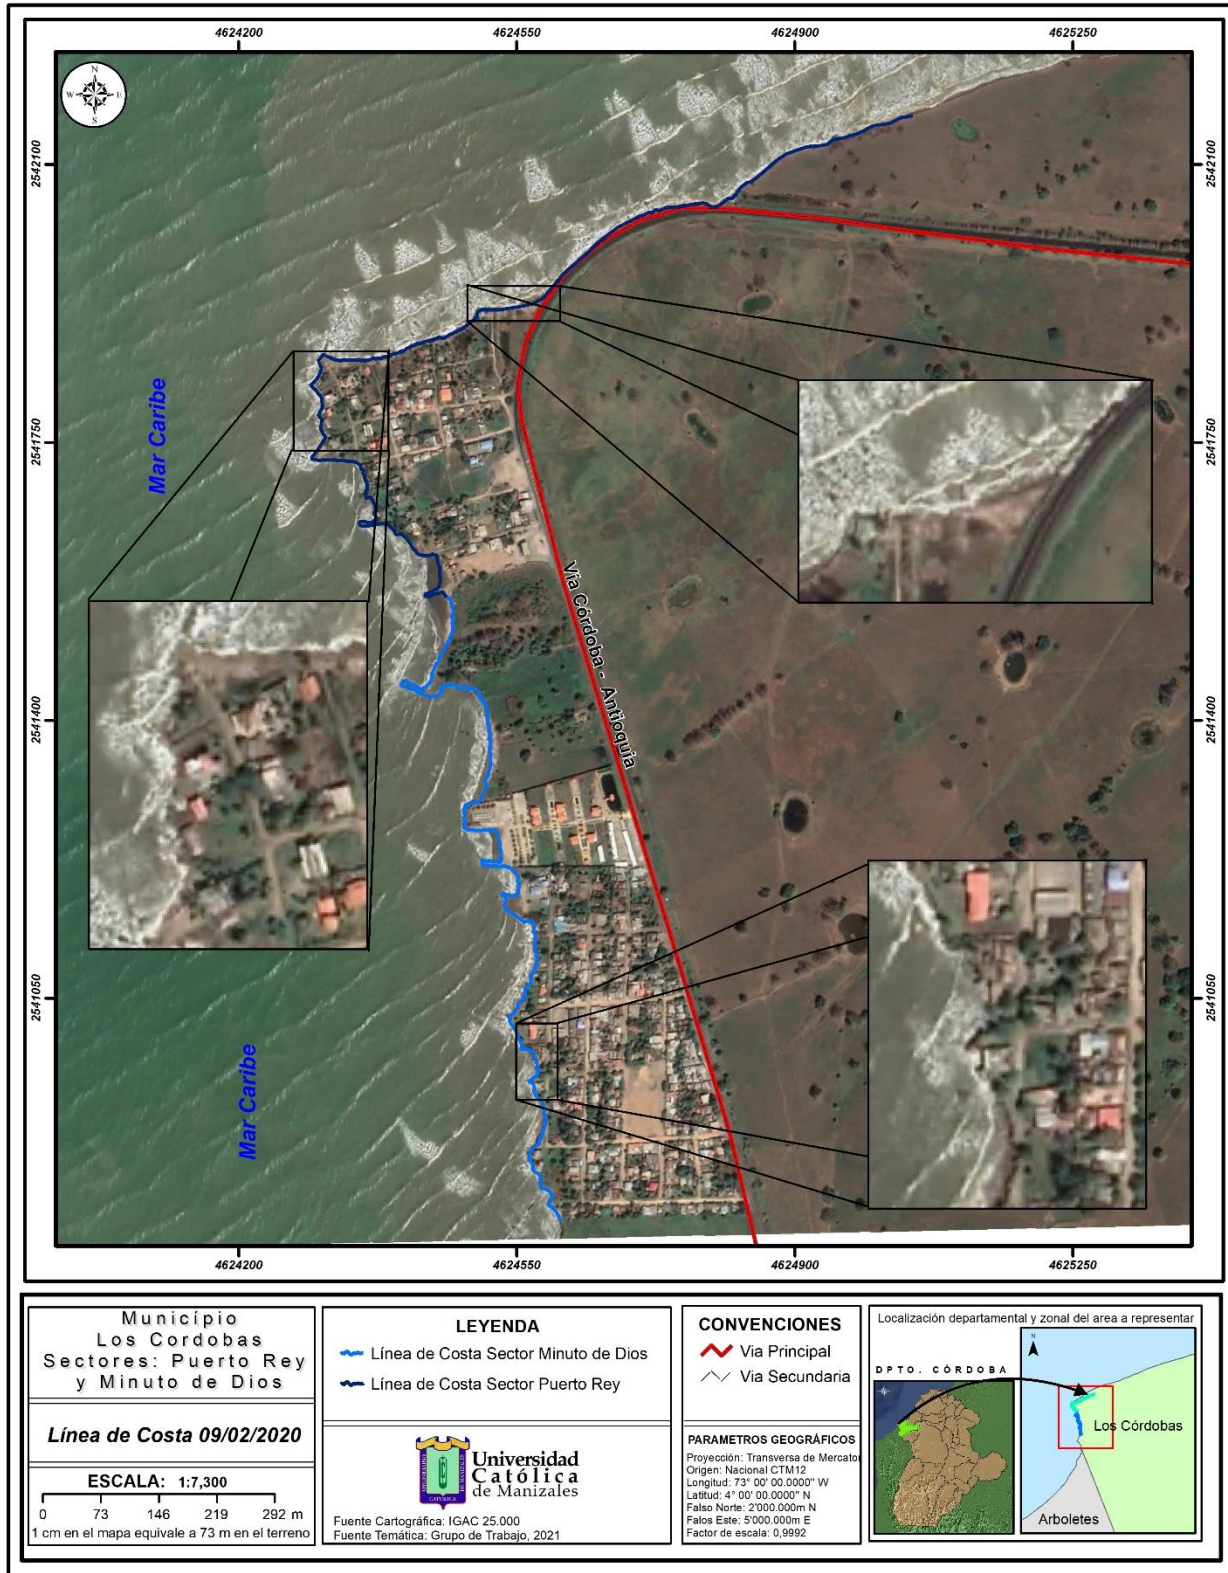 4624200 4624550 4624900 4625250
N
W E
S
2542100 2542100
Mar Caribe
2541750 2541750
Vía Córdoba - Antioquia
2541400 2541400
2541050 2541050
Mar Caribe
4624200 4624550 4624900 4625250
Município
Los Cordobas
Sectores: Puerto Rey
y Minuto de Dios
Línea de Costa 09/02/2020
ESCALA: 1:7,300
0 73 146 219 292 m
1 cm en el mapa equivale a 73 m en el terreno
LEYENDA
Línea de Costa Sector Minuto de Dios
Línea de Costa Sector Puerto Rey
Universidad
Católica
de Manizales
Fuente Cartográfica: IGAC 25.000
Fuente Temática: Grupo de Trabajo, 2021
CONVENCIONES
Via Principal
Via Secundaria
PARAMETROS GEOGRÁFICOS
Proyección: Transversa de Mercator
Origen: Nacional CTM12
Longitud: 73° 00' 00.0000" W
Latitud: 4° 00' 00.0000" N
Falso Norte: 2'000.000m N
Falos Este: 5'000.000m E
Factor de escala: 0,9992
Localización departamental y zonal del area a representar
DPTO. CÓRDOBA
N
Los Córdobas
Arboletes